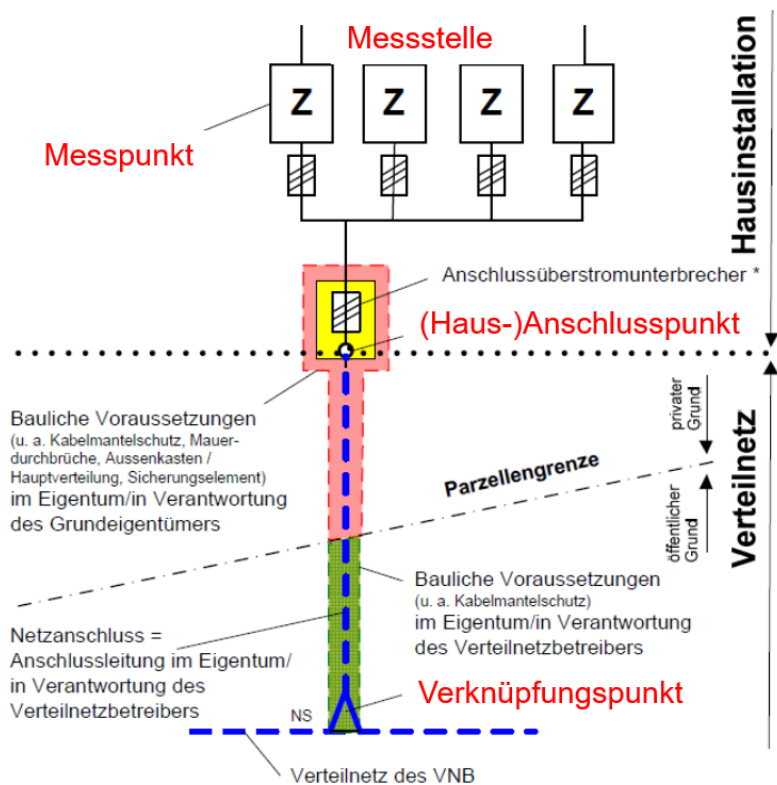 Messstelle
Z
Z
Z
Z
Messpunkt
Hausinstallation
Anschlussüberstromunterbrecher *
(Haus-)Anschlusspunkt
Bauliche Voraussetzungen
(u. a. Kabelmantelschutz, Mauer-
durchbrüche, Aussenkasten /
Hauptverteilung, Sicherungselement)
im Eigentum/in Verantwortung
des Grundeigentümers
privater
Grund
Parzellengrenze
öffentlicher
Grund
Verteilnetz
Bauliche Voraussetzungen
(u. a. Kabelmantelschutz)
im Eigentum/in Verantwortung
des Verteilnetzbetreibers
Netzanschluss =
Anschlussleitung im Eigentum/
in Verantwortung des
Verteilnetzbetreibers
Verknüpfungspunkt
NS
Verteilnetz des VNB